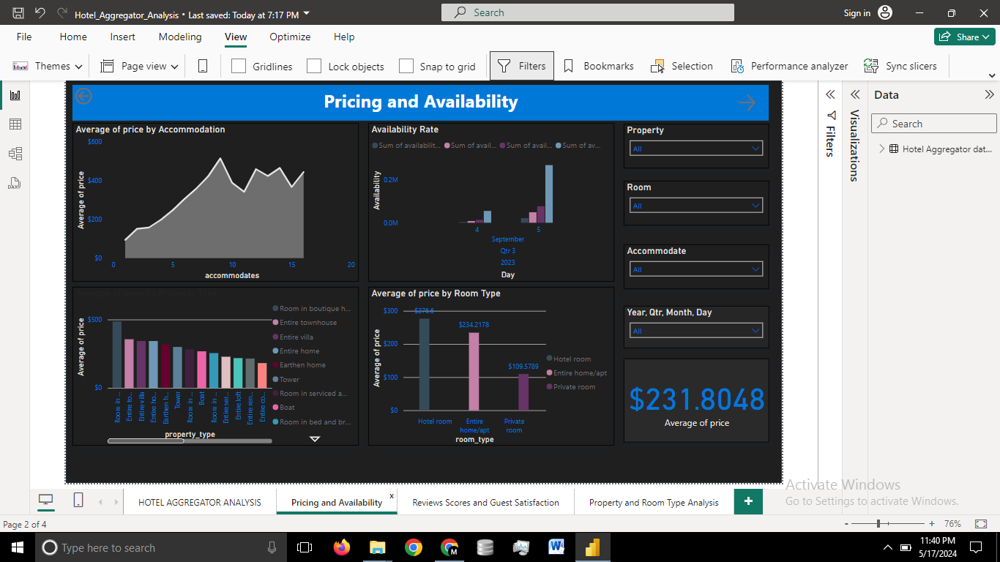 Hotel_Aggregator_Analysis • Last saved: Today at 7:17 PM
Search
Sign in
File Home Insert Modeling View Optimize Help
Share
Themes Page view Gridlines Lock objects Snap to grid Filters Bookmarks Selection Performance analyzer Sync slicers
Pricing and Availability
Average of price by Accommodation
$600
$400
$200
$0
Average of price
0 5 10 15 20
accommodates
Availability Rate
Sum of availabilit... Sum of avail... Sum of avail... Sum of av...
Availability
0.2M
0.0M
4 5
September
Qtr 3
2023
Day
Property
All
Room
All
Accommodate
All
Year, Qtr, Month, Day
All
$231.8048
Average of price
Average of price by Property Type
Average of price
$500
$0
Room in ...
Entire to...
Entire villa
Entire ho...
Earthen h...
Tower
Room in ...
Boat
Room in ...
Entire ser...
Entire loft
Entire ren...
Entire co...
property_type
Room in boutique h...
Entire townhouse
Entire villa
Entire home
Earthen home
Tower
Room in serviced a...
Boat
Room in bed and br...
Average of price by Room Type
Average of price
$300
$200
$100
$0
$276.6
$234.2178
$109.5789
Hotel room
Entire home/apt
Private room
Hotel room
Entire
home/apt
Private
room
room_type
Filters
Visualizations
Data
Search
Hotel Aggregator dat...
Activate Windows
Go to Settings to activate Windows.
HOTEL AGGREGATOR ANALYSIS
Pricing and Availability
x
Reviews Scores and Guest Satisfaction
Property and Room Type Analysis
+
Page 2 of 4
- + 76%
Type here to search
11:40 PM
5/17/2024